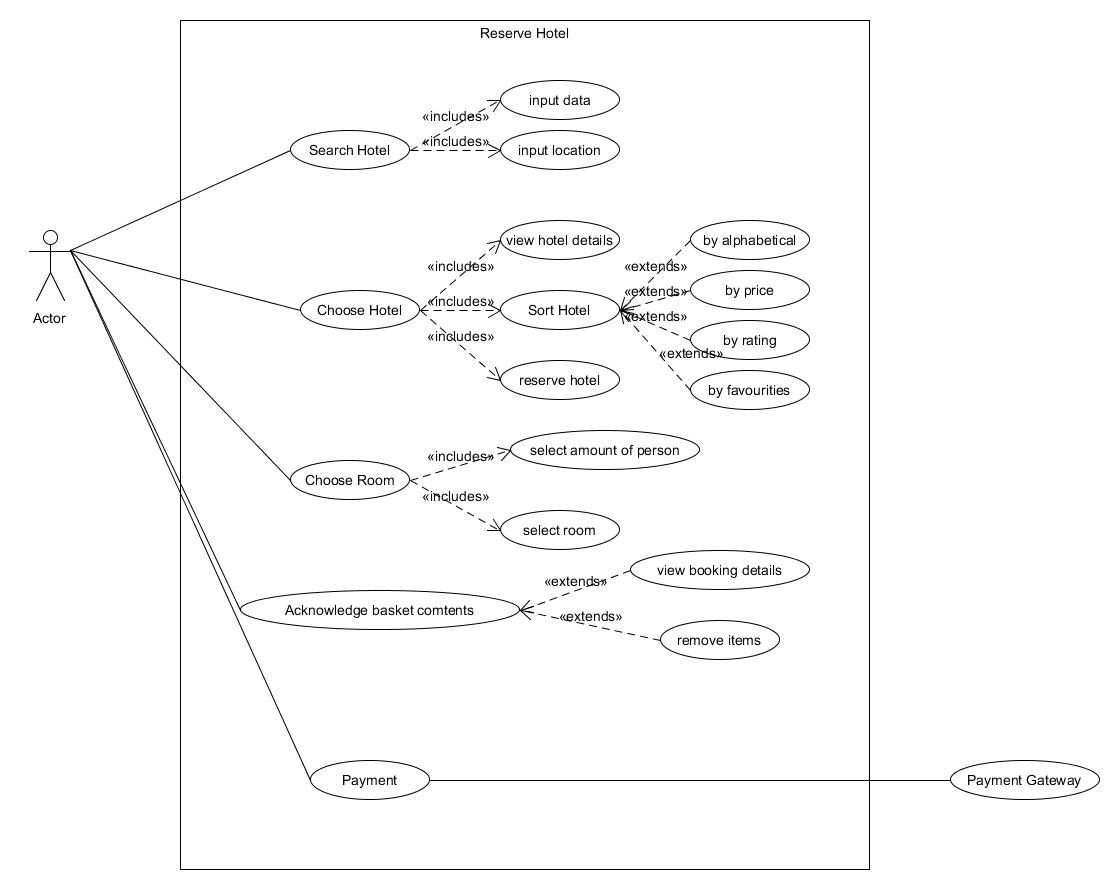 Reserve Hotel
input data
«includes»
«includes»
Search Hotel
input location
Actor
view hotel details
by alphabetical
«includes»
«extends»
by price
«extends»
«includes»
Choose Hotel
Sort Hotel
«extends»
«includes»
by rating
«extends»
reserve hotel
by favourities
select amount of person
«includes»
Choose Room
«includes»
select room
view booking details
«extends»
Acknowledge basket comtents
«extends»
remove items
Payment
Payment Gateway